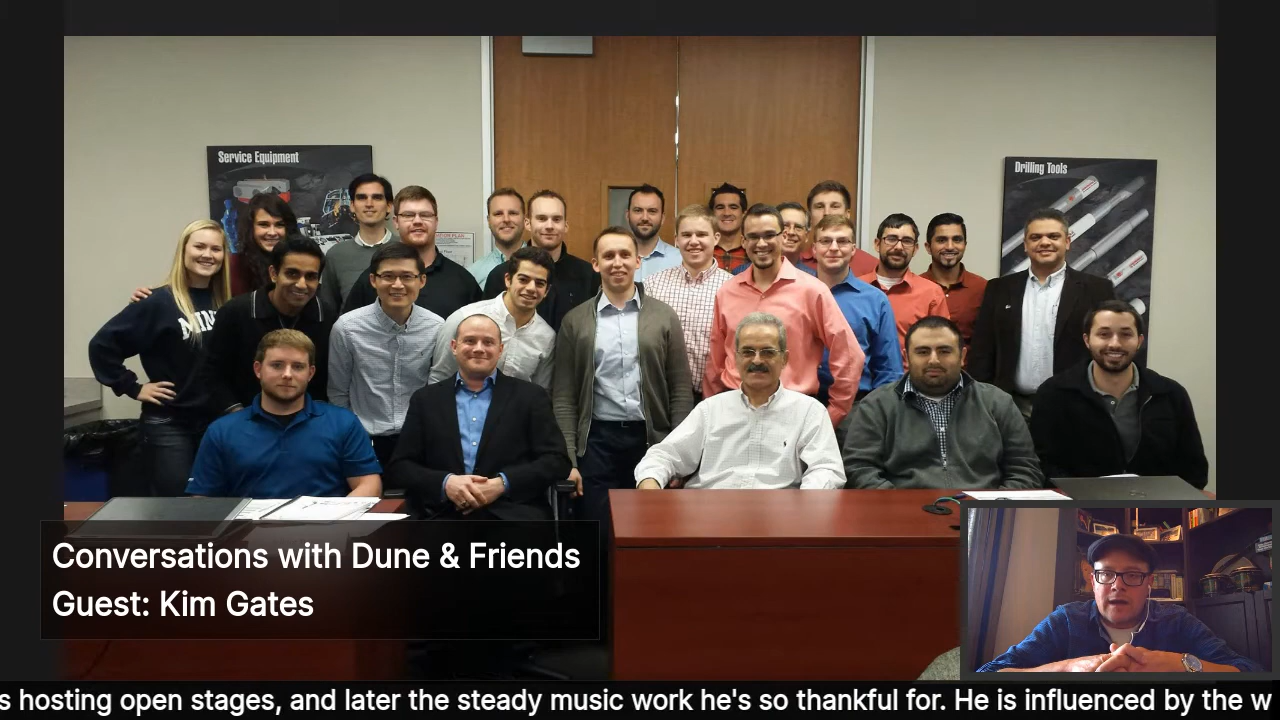 Service Equipment
Drilling Tools
MIN
Conversations with Dune & Friends
Guest: Kim Gates
s hosting open stages, and later the steady music work he's so thankful for. He is influenced by the w